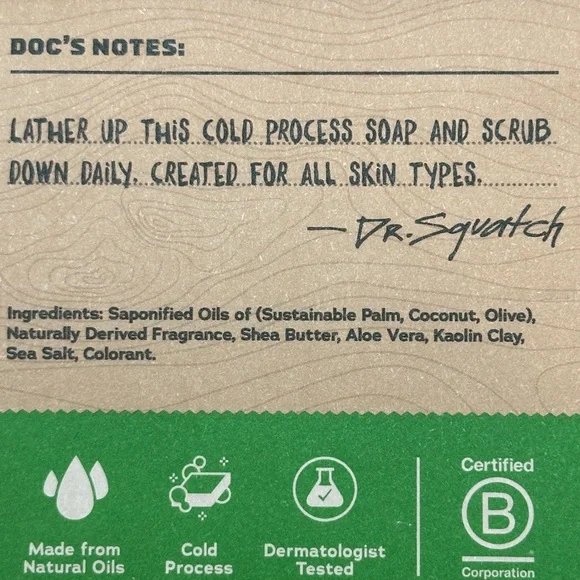 DOC'S NOTES:
LATHER UP THiS COLD PROCESS SOAP AND SCRUB
DOWN DAiLY. CREATED FOR ALL SKiN TYPES.
— DR. Squatch
Ingredients: Saponified Oils of (Sustainable Palm, Coconut, Olive),
Naturally Derived Fragrance, Shea Butter, Aloe Vera, Kaolin Clay,
Sea Salt, Colorant.
Made from
Natural Oils
Cold
Process
Dermatologist
Tested
Certified
B
Corporation